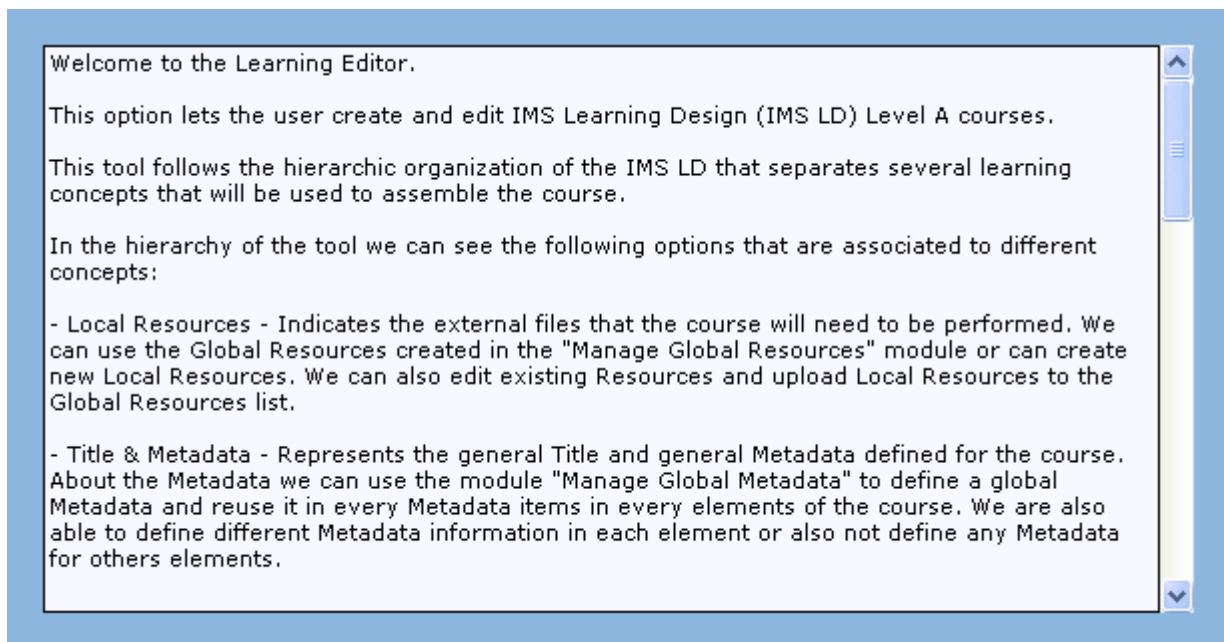 Welcome to the Learning Editor.
This option lets the user create and edit IMS Learning Design (IMS LD) Level A courses.
This tool follows the hierarchic organization of the IMS LD that separates several learning
concepts that will be used to assemble the course.
In the hierarchy of the tool we can see the following options that are associated to different
concepts:
- Local Resources - Indicates the external files that the course will need to be performed. We
can use the Global Resources created in the "Manage Global Resources" module or can create
new Local Resources. We can also edit existing Resources and upload Local Resources to the
Global Resources list.
- Title & Metadata - Represents the general Title and general Metadata defined for the course.
About the Metadata we can use the module "Manage Global Metadata" to define a global
Metadata and reuse it in every Metadata items in every elements of the course. We are also
able to define different Metadata information in each element or also not define any Metadata
for others elements.